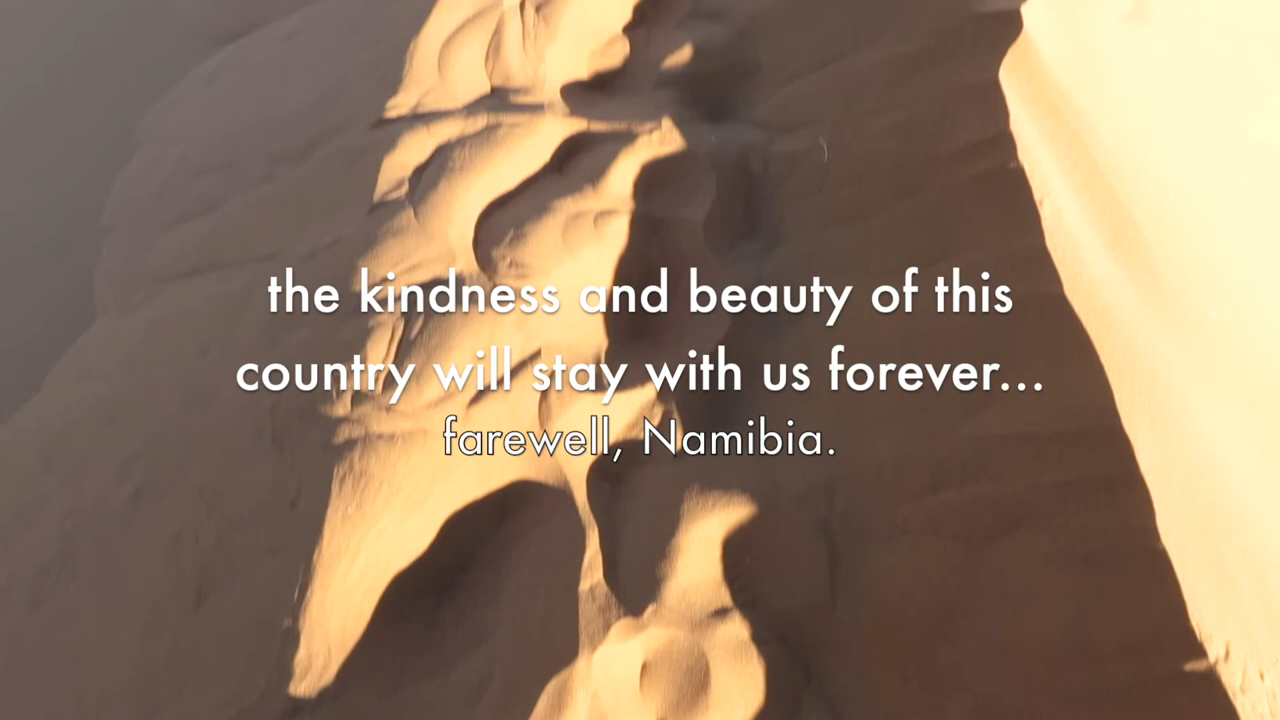 the kindness and beauty of this
country will stay with us forever...
farewell, Namibia.